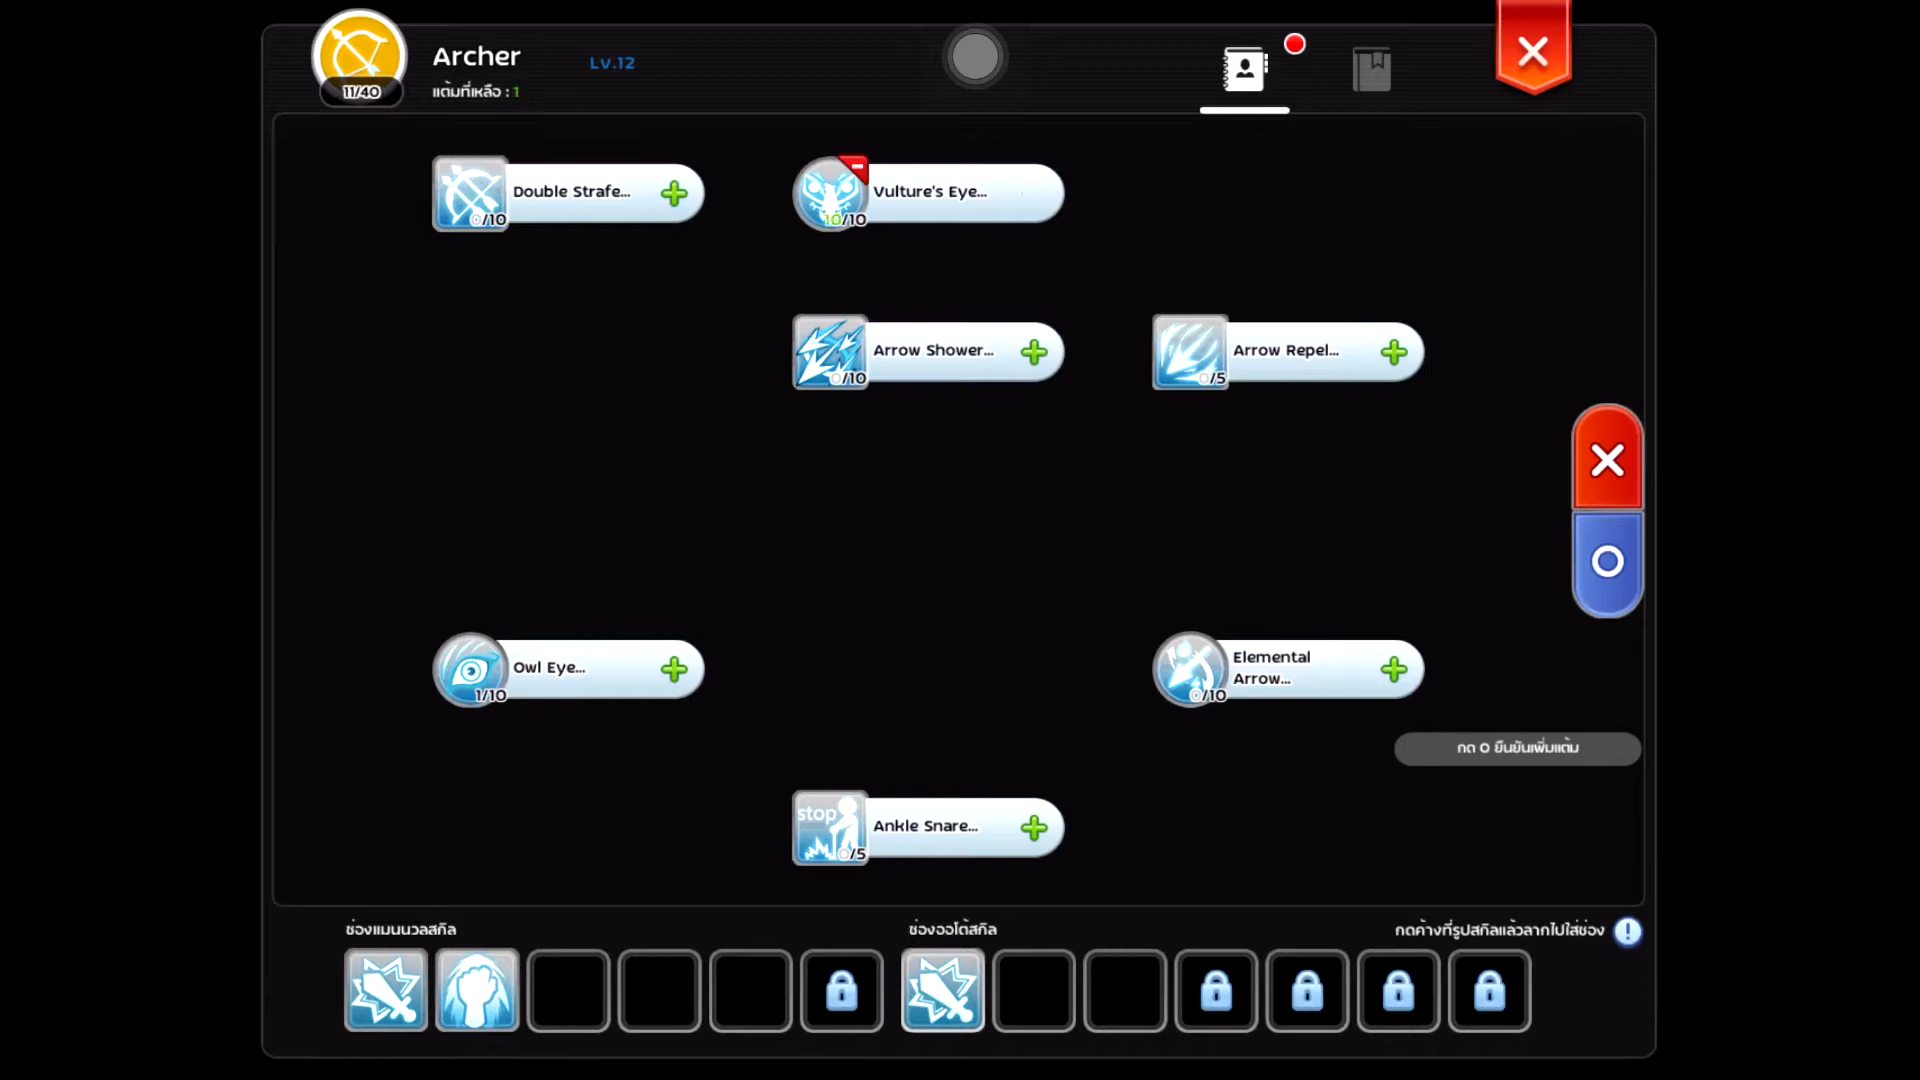 Archer
Lv.12
11/40
แต้มที่เหลือ : 1
Double Strafe...
0/10
Vulture's Eye...
10/10
Arrow Shower...
0/10
Arrow Repel...
0/5
Owl Eye...
1/10
Elemental
Arrow...
0/10
กด O ยืนยันเพิ่มแต้ม
stop
Ankle Snare...
0/5
ช่องแมนนวลสกิล
ช่องออโต้สกิล
กดค้างที่รูปสกิลแล้วลากไปใส่ช่อง